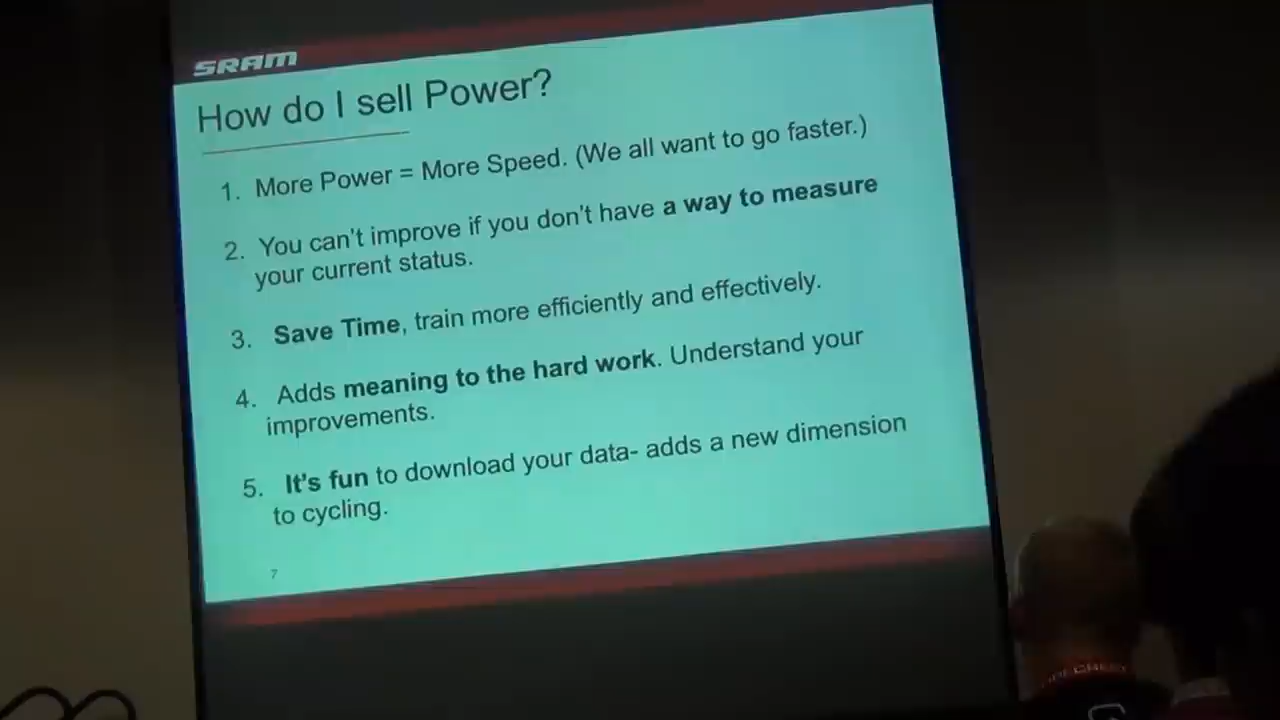 SRAM
How do I sell Power?
1. More Power = More Speed. (We all want to go faster.)
2. You can't improve if you don't have a way to measure
your current status.
3. Save Time, train more efficiently and effectively.
4. Adds meaning to the hard work. Understand your
improvements.
5. It's fun to download your data- adds a new dimension
to cycling.
7